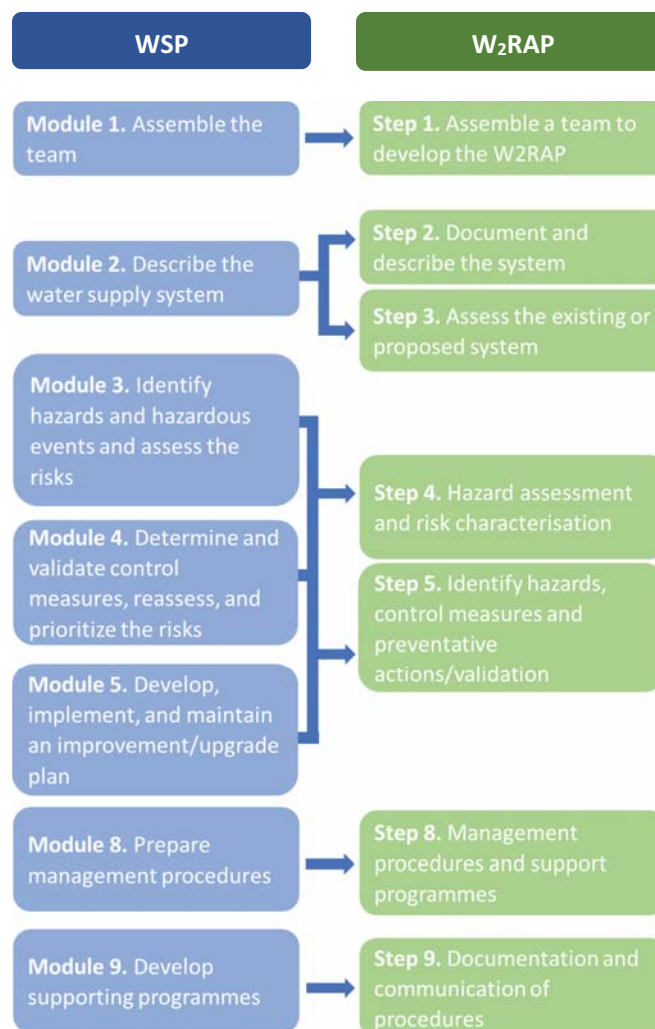 WSP
W₂RAP
Module 1. Assemble the
team
Step 1. Assemble a team to
develop the W2RAP
Module 2. Describe the
water supply system
Step 2. Document and
describe the system
Step 3. Assess the existing or
proposed system
Module 3. Identify
hazards and hazardous
events and assess the
risks
Module 4. Determine and
validate control
measures, reassess, and
prioritize the risks
Module 5. Develop,
implement, and maintain
an improvement/upgrade
plan
Step 4. Hazard assessment
and risk characterisation
Step 5. Identify hazards,
control measures and
preventative
actions/validation
Module 8. Prepare
management procedures
Step 8. Management
procedures and support
programmes
Module 9. Develop
supporting programmes
Step 9. Documentation and
communication of
procedures